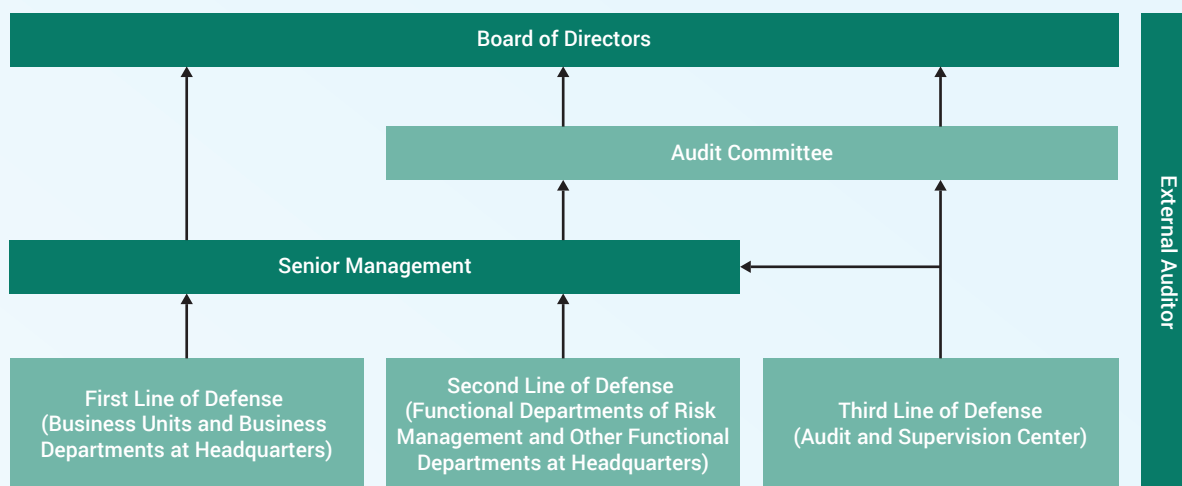 Board of Directors
Audit Committee
Senior Management
First Line of Defense
(Business Units and Business
Departments at Headquarters)
Second Line of Defense
(Functional Departments of Risk
Management and Other Functional
Departments at Headquarters)
Third Line of Defense
(Audit and Supervision Center)
External Auditor